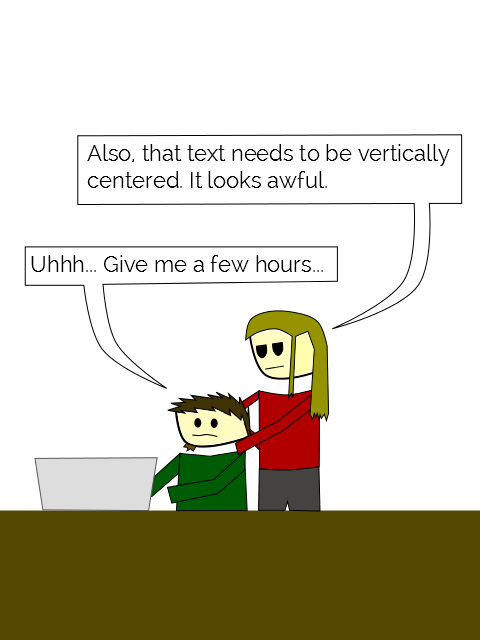 Also, that text needs to be vertically
centered. It looks awful.
Uhhh... Give me a few hours...